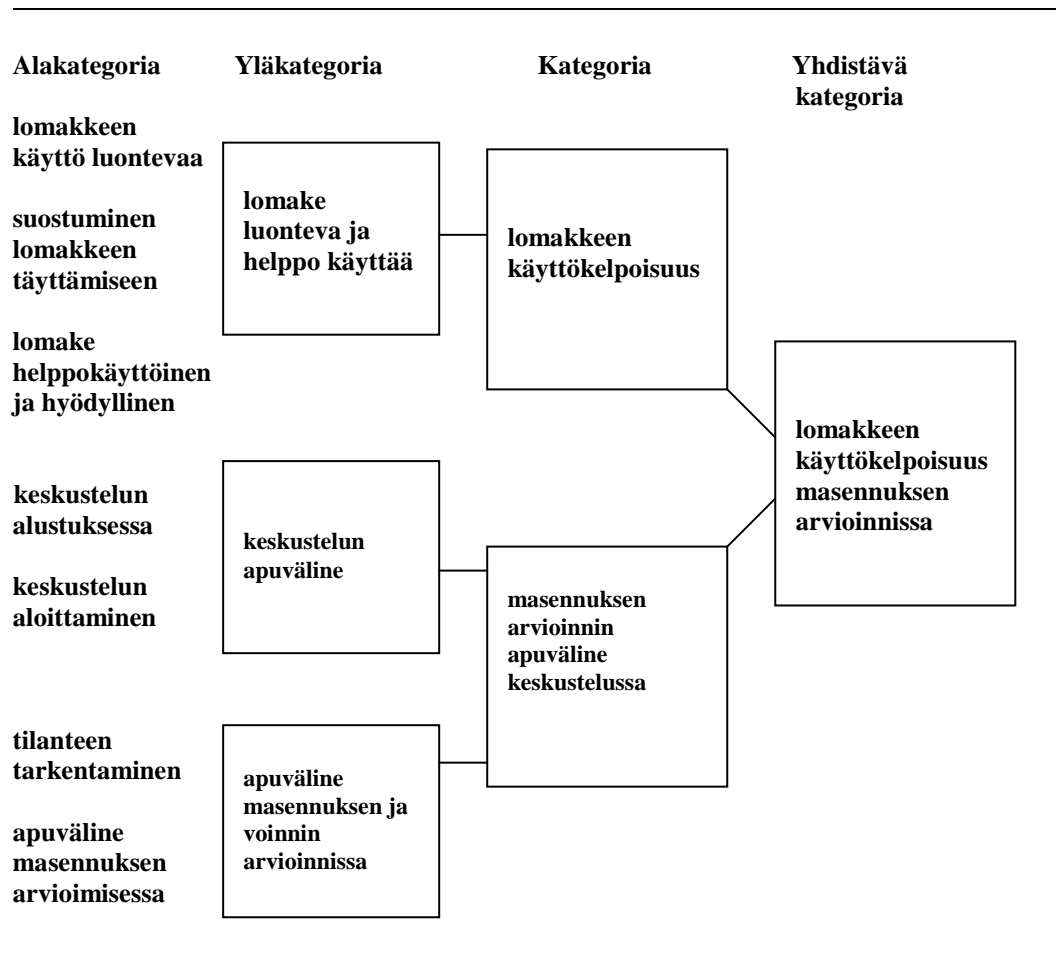 Alakategoria
Yläkategoria
Kategoria
Yhdistävä
kategoria
lomakkeen
käyttö luontevaa
suostuminen
lomakkeen
täyttämiseen
lomake
helppokäyttöinen
ja hyödyllinen
keskustelun
alustuksessa
keskustelun
aloittaminen
tilanteen
tarkentaminen
apuväline
masennuksen
arvioimisessa
lomake
luonteva ja
helppo käyttää
keskustelun
apuväline
apuväline
masennuksen ja
voinnin
arvioinnissa
lomakkeen
käyttökelpoisuus
masennuksen
arvioinnin
apuväline
keskustelussa
lomakkeen
käyttökelpoisuus
masennuksen
arvioinnissa